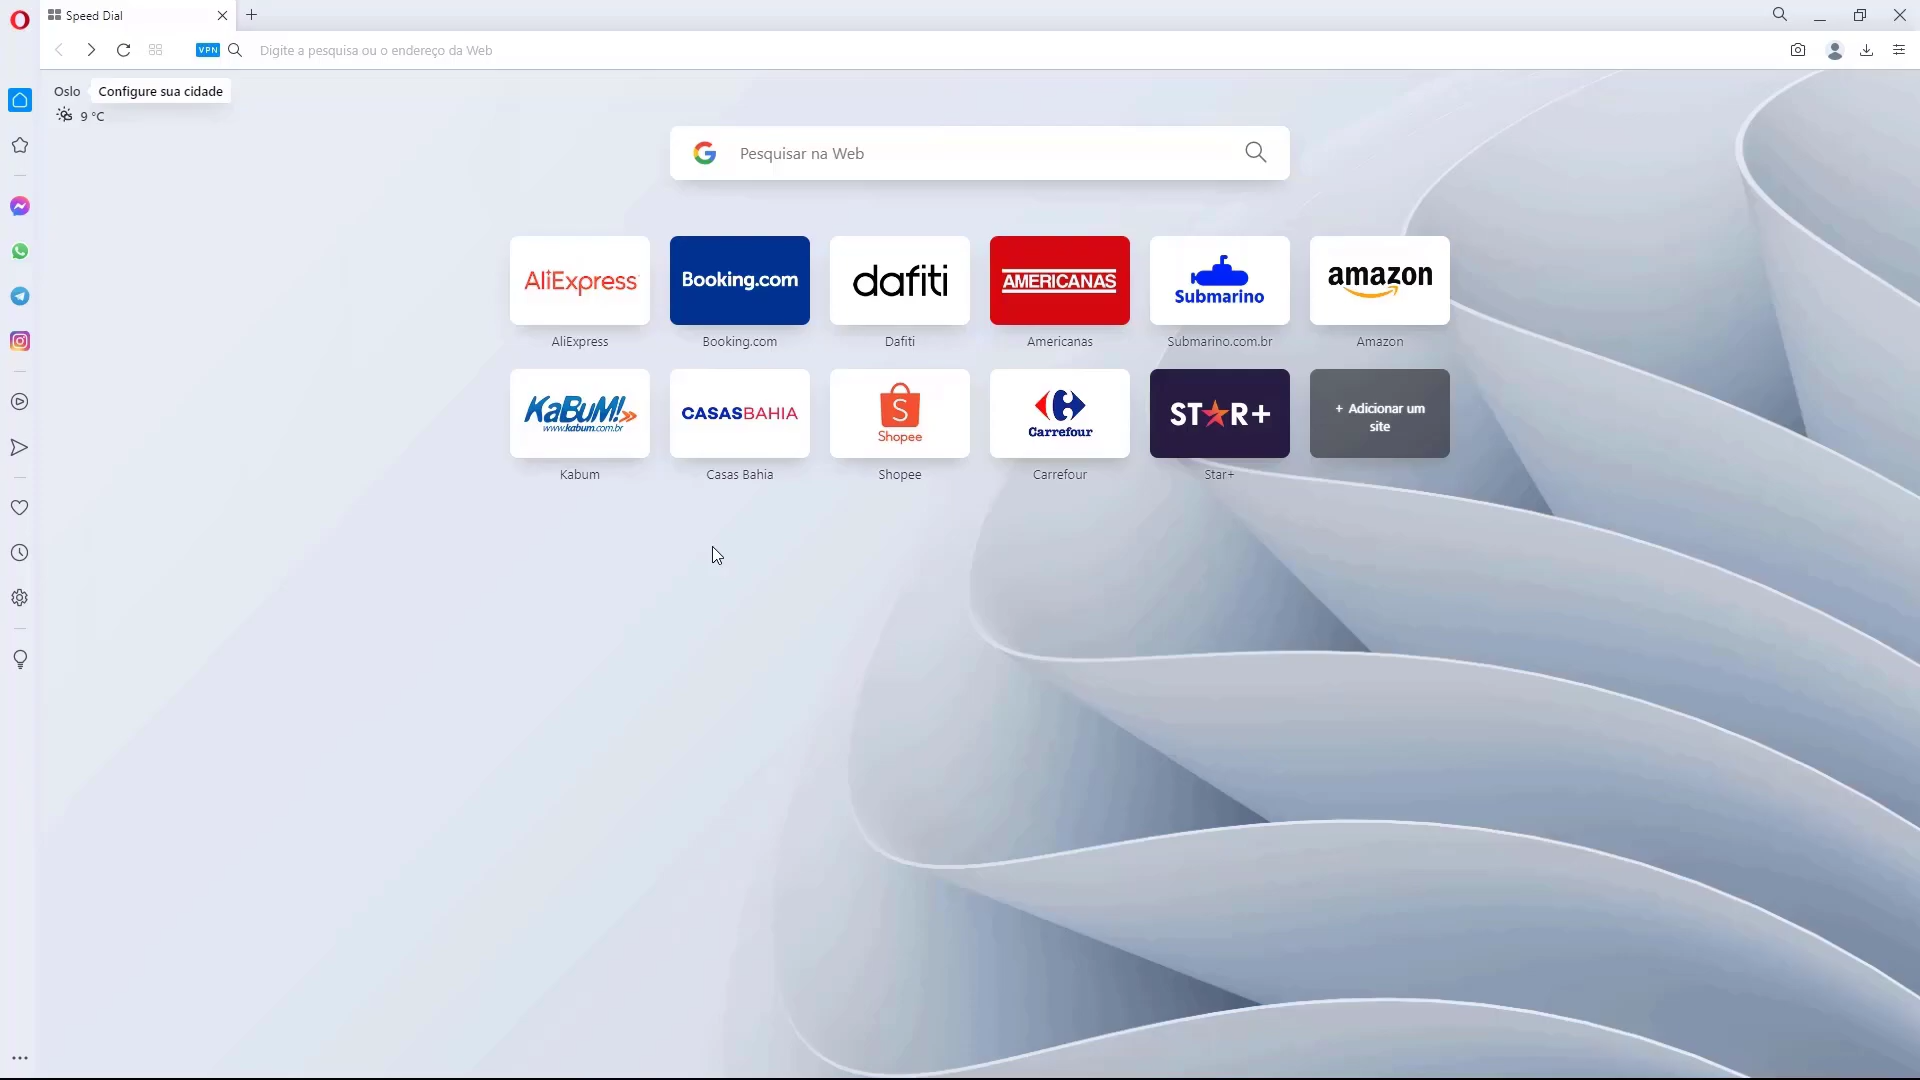 Speed Dial
VPN
Digite a pesquisa ou o endereço da Web
Oslo
Configure sua cidade
9 °C
Pesquisar na Web
AliExpress
Booking.com
dafiti
AMERICANAS
Submarino
amazon
AliExpress
Booking.com
Dafiti
Americanas
Submarino.com.br
Amazon
KaBuM!
www.kabum.com.br
CASASBAHIA
S
Shopee
Carrefour
ST★R+
+ Adicionar um
site
Kabum
Casas Bahia
Shopee
Carrefour
Star+